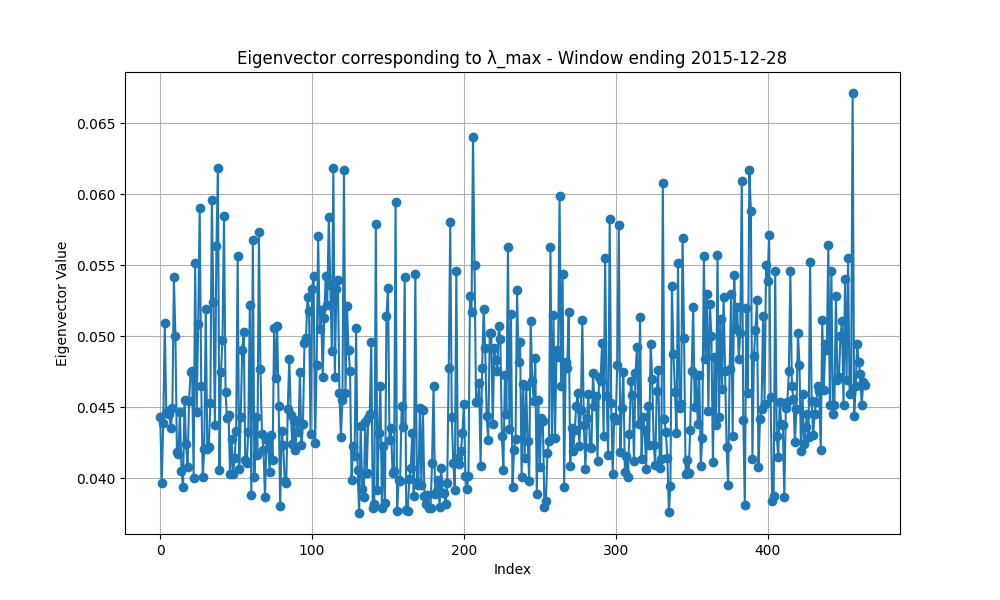 Eigenvector corresponding to λ_max - Window ending 2015-12-28
0.065
0.060
0.055
0.050
0.045
0.040
Eigenvector Value
0 100 200 300 400
Index